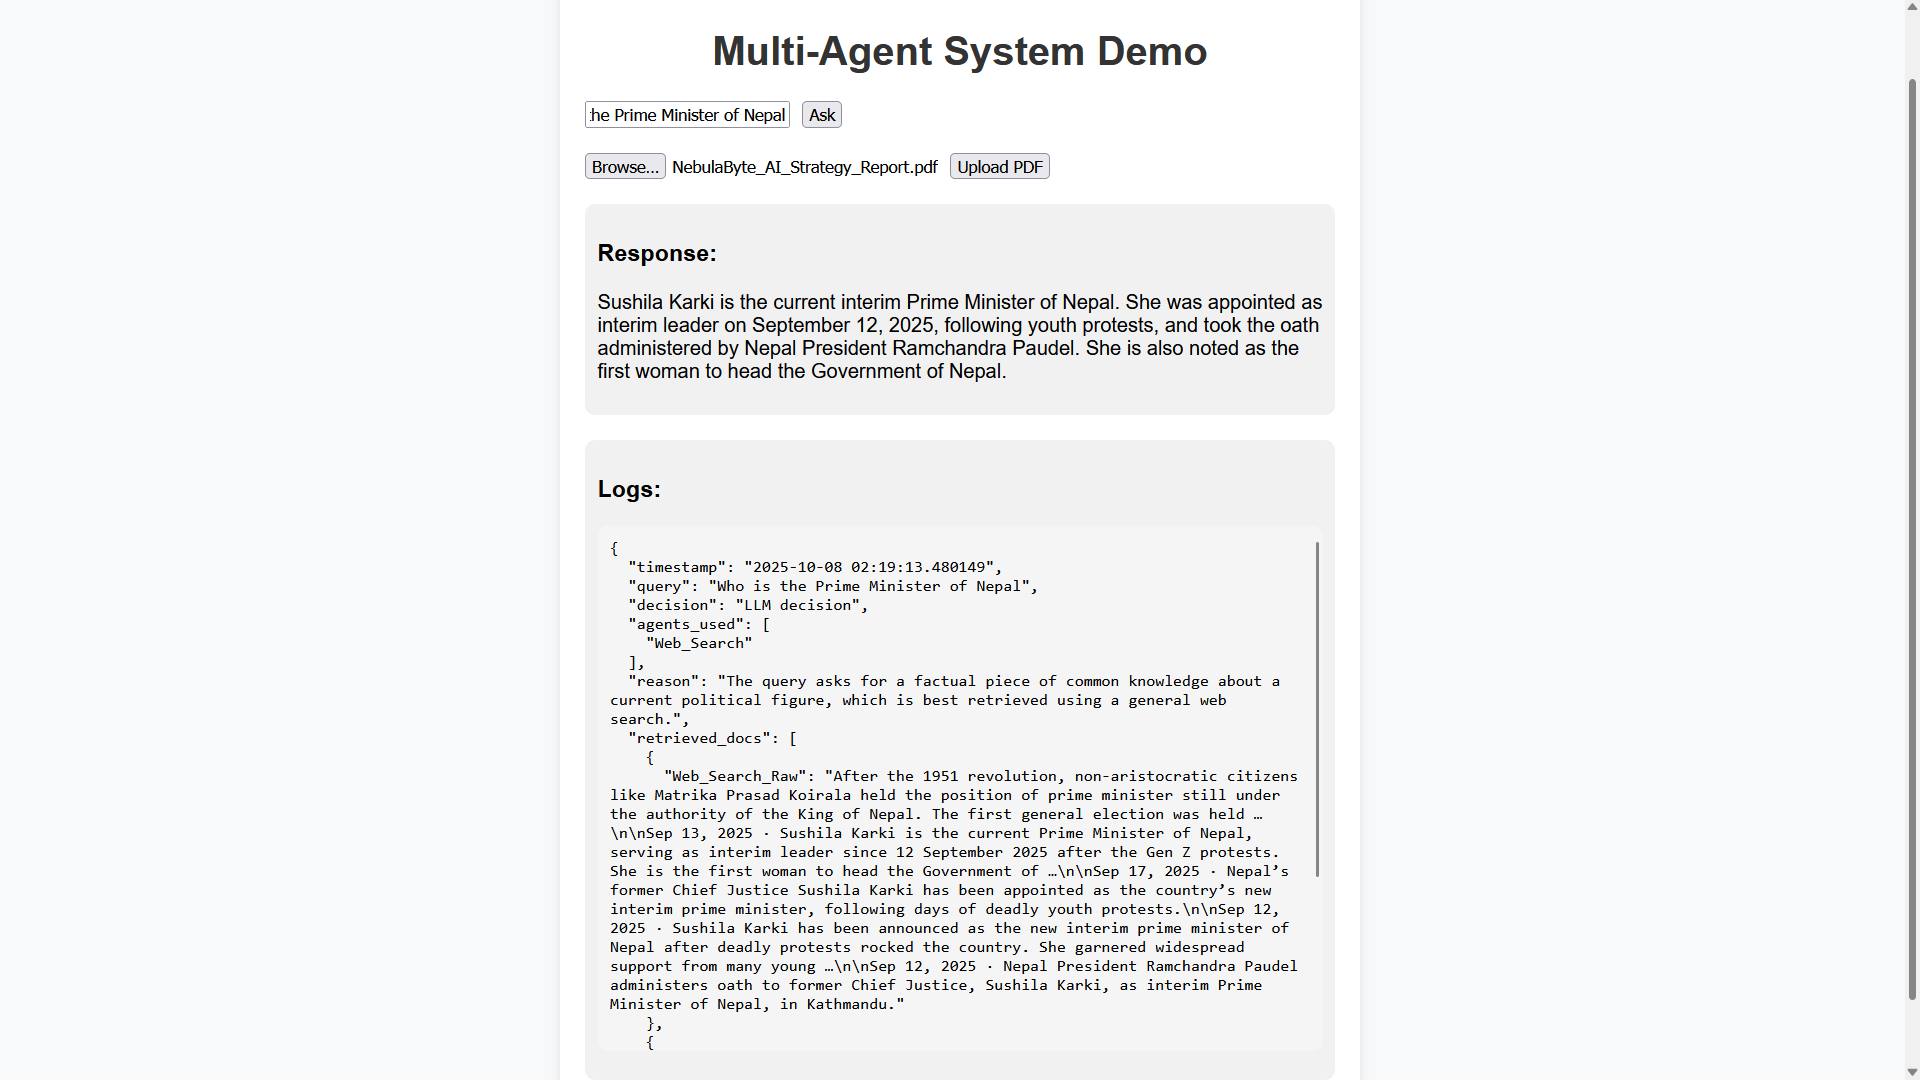 Multi-Agent System Demo
the Prime Minister of Nepal Ask
Browse... NebulaByte_AI_Strategy_Report.pdf Upload PDF
Response:
Sushila Karki is the current interim Prime Minister of Nepal. She was appointed as
interim leader on September 12, 2025, following youth protests, and took the oath
administered by Nepal President Ramchandra Paudel. She is also noted as the
first woman to head the Government of Nepal.
Logs:
{
"timestamp": "2025-10-08 02:19:13.480149",
"query": "Who is the Prime Minister of Nepal",
"decision": "LLM decision",
"agents_used": [
"Web_Search"
],
"reason": "The query asks for a factual piece of common knowledge about a
current political figure, which is best retrieved using a general web
search.",
"retrieved_docs": [
{
"Web_Search_Raw": "After the 1951 revolution, non-aristocratic citizens
like Matrika Prasad Koirala held the position of prime minister still under
the authority of the King of Nepal. The first general election was held …
\n\nSep 13, 2025 · Sushila Karki is the current Prime Minister of Nepal,
serving as interim leader since 12 September 2025 after the Gen Z protests.
She is the first woman to head the Government of …\n\nSep 17, 2025 · Nepal’s
former Chief Justice Sushila Karki has been appointed as the country’s new
interim prime minister, following days of deadly youth protests.\n\nSep 12,
2025 · Sushila Karki has been announced as the new interim prime minister of
Nepal after deadly protests rocked the country. She garnered widespread
support from many young …\n\nSep 12, 2025 · Nepal President Ramchandra Paudel
administers oath to former Chief Justice, Sushila Karki, as interim Prime
Minister of Nepal, in Kathmandu."
},
{